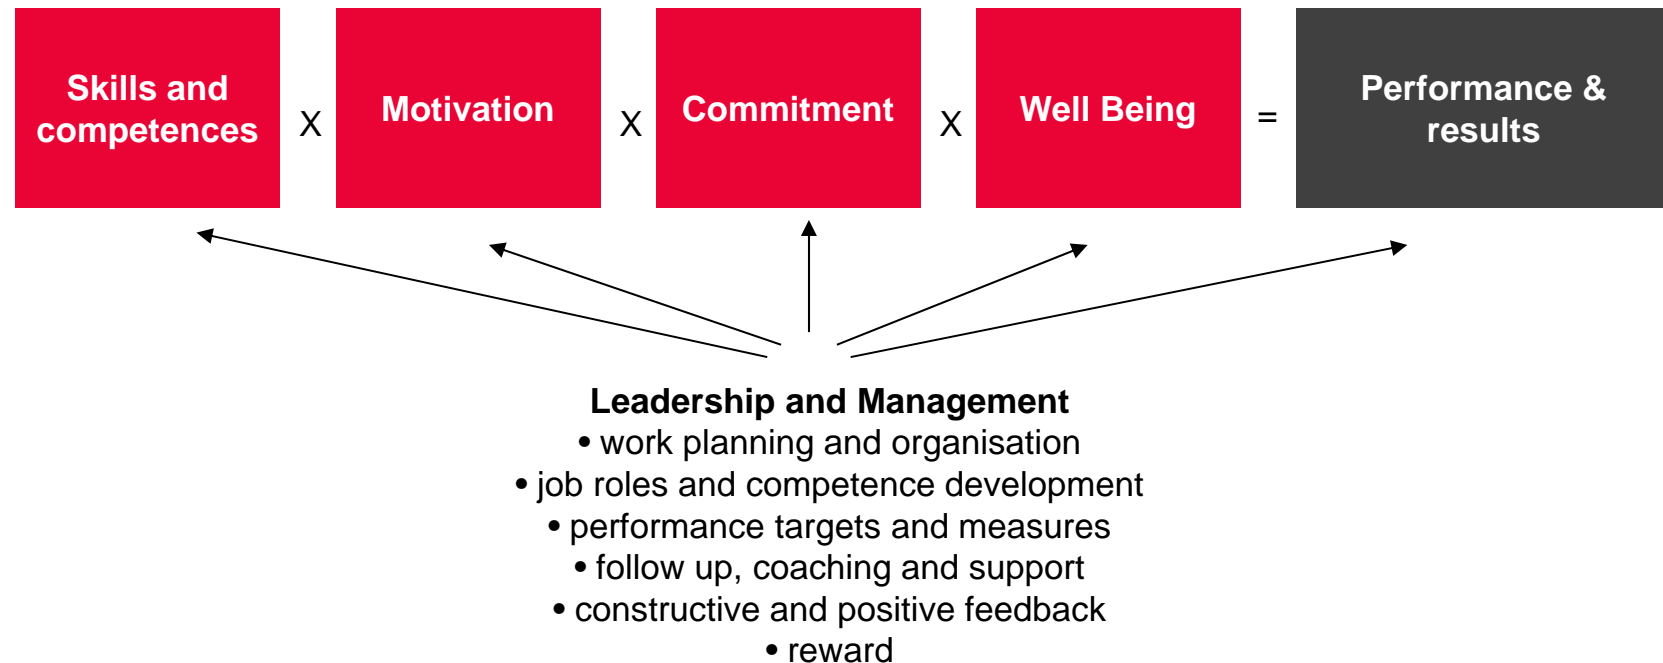 Skills and
competences
X
Motivation
X
Commitment
X
Well Being
=
Performance &
results
Leadership and Management
• work planning and organisation
• job roles and competence development
• performance targets and measures
• follow up, coaching and support
• constructive and positive feedback
• reward